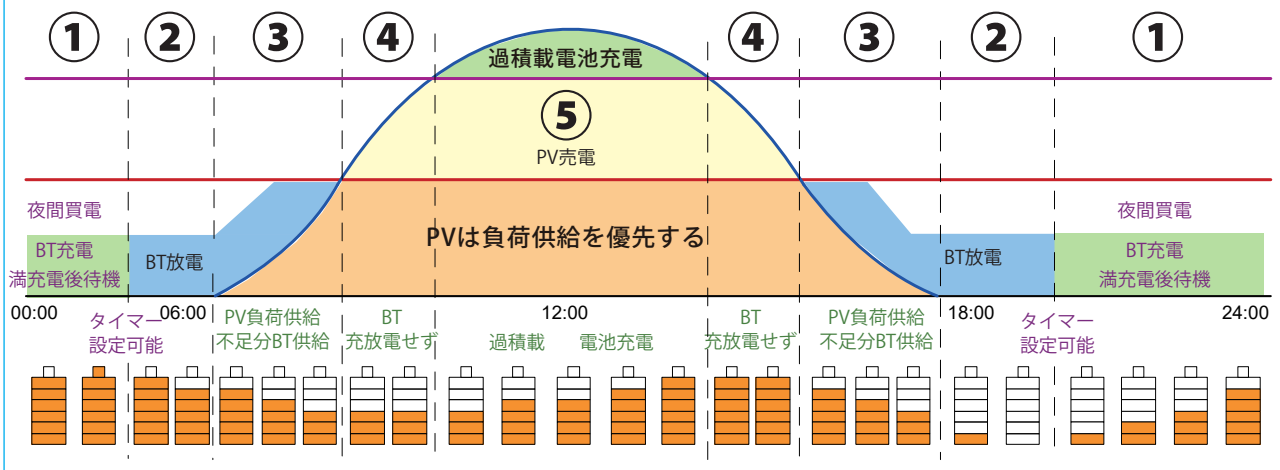 ① ② ③ ④ ④ ③ ② ①
過積載電池充電
⑤
PV売電
夜間買電 夜間買電
PVは負荷供給を優先する
BT充電
満充電後待機
BT放電
BT放電
BT充電
満充電後待機
00:00 06:00 12:00 18:00 24:00
タイマー
設定可能
PV負荷供給
不足分BT供給
BT
充放電せず
過積載 電池充電
BT
充放電せず
PV負荷供給
不足分BT供給
タイマー
設定可能